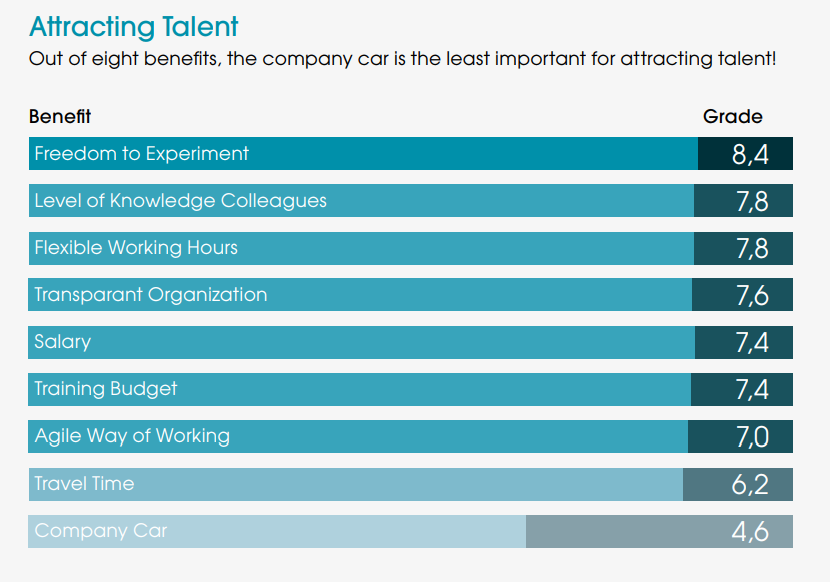 Attracting Talent
Out of eight benefits, the company car is the least important for attracting talent!
Benefit Grade
Freedom to Experiment 8,4
Level of Knowledge Colleagues 7,8
Flexible Working Hours 7,8
Transparant Organization 7,6
Salary 7,4
Training Budget 7,4
Agile Way of Working 7,0
Travel Time 6,2
Company Car 4,6